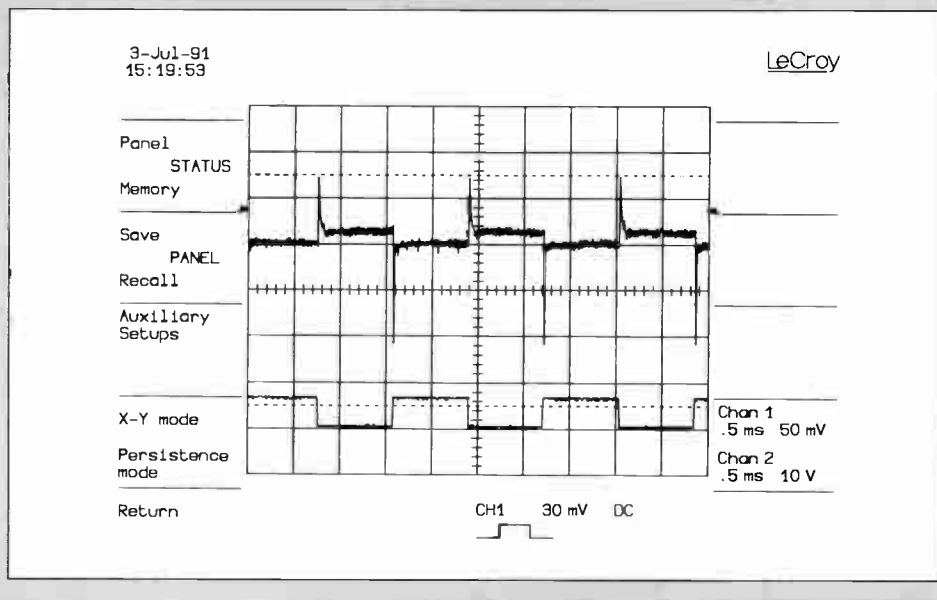 3-Jul-91
15:19:53
LeCroy
Panel
STATUS
Memory
Save
PANEL
Recall
Auxiliary
Setups
X-Y mode
Persistence
mode
Return
Chan 1
.5 ms 50 mV
Chan 2
.5 ms 10 V
CH1 30 mV DC